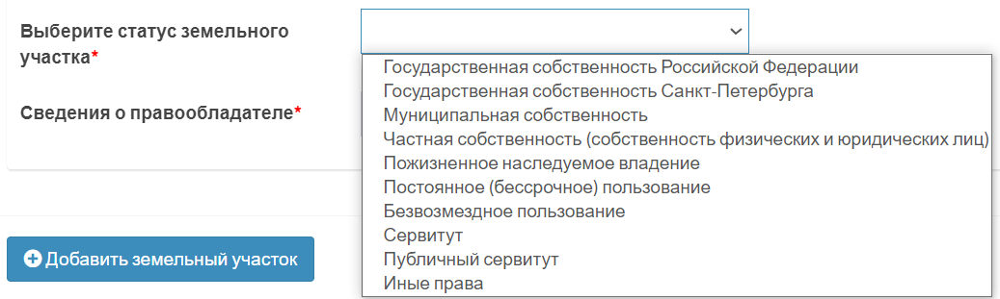 Выберите статус земельного
участка*
Государственная собственность Российской Федерации
Государственная собственность Санкт-Петербурга
Муниципальная собственность
Сведения о правообладателе*
Частная собственность (собственность физических и юридических лиц)
Пожизненное наследуемое владение
Постоянное (бессрочное) пользование
Безвозмездное пользование
Сервитут
Публичный сервитут
Иные права
Добавить земельный участок